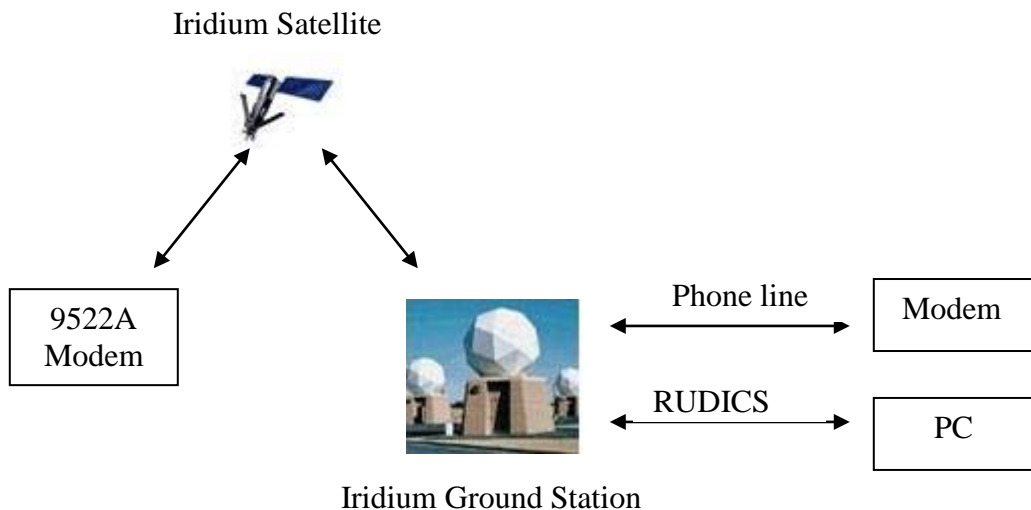 Iridium Satellite
9522A
Modem
Phone line
Modem
RUDICS
PC
Iridium Ground Station